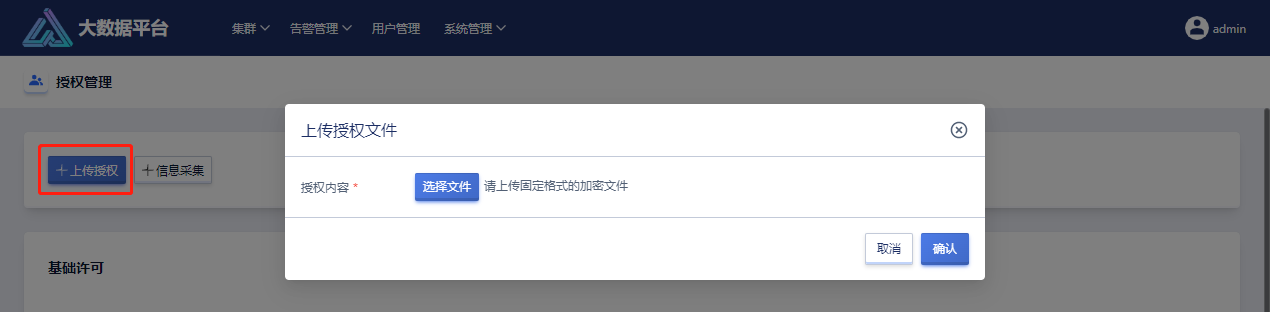 大数据平台 集群 告警管理 用户管理 系统管理 admin
授权管理
上传授权文件
上传授权 信息采集
授权内容 * 选择文件 请上传固定格式的加密文件
取消 确认
基础许可